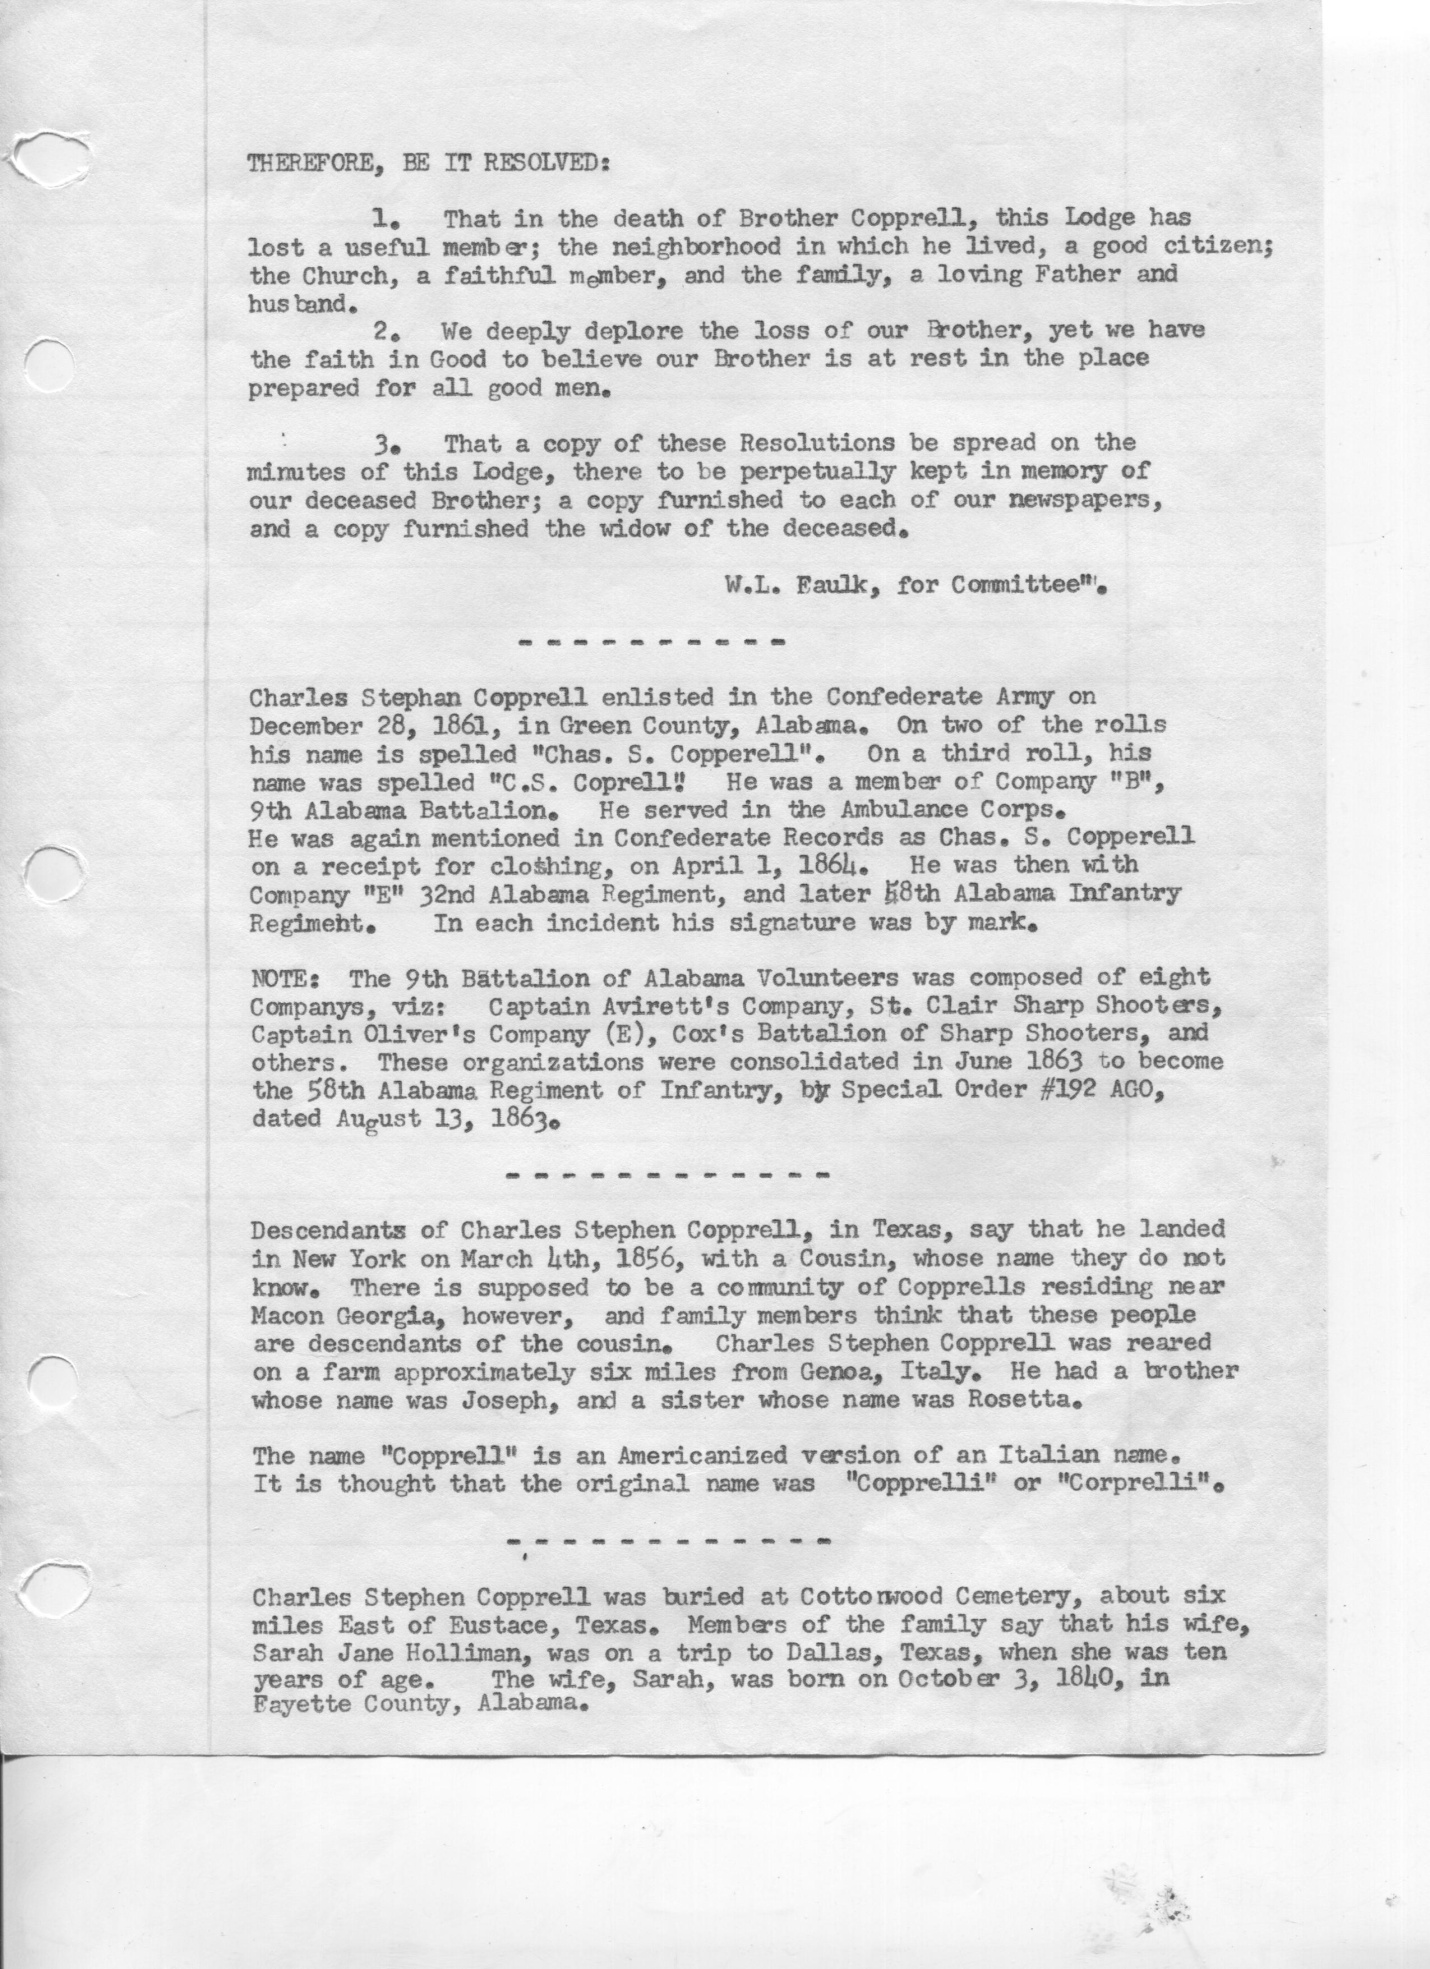 THEREFORE, BE IT RESOLVED:
1. That in the death of Brother Copprell, this Lodge has
lost a useful member; the neighborhood in which he lived, a good citizen;
the Church, a faithful member, and the family, a loving Father and
husband.
2. We deeply deplore the loss of our Brother, yet we have
the faith in Good to believe our Brother is at rest in the place
prepared for all good men.
3. That a copy of these Resolutions be spread on the
minutes of this Lodge, there to be perpetually kept in memory of
our deceased Brother; a copy furnished to each of our newspapers,
and a copy furnished the widow of the deceased.
W.L. Faulk, for Committee".
- - - - - - - - - -
Charles Stephan Copprell enlisted in the Confederate Army on
December 28, 1861, in Green County, Alabama. On two of the rolls
his name is spelled "Chas. S. Copperell". On a third roll, his
name was spelled "C.S. Coprell". He was a member of Company "B",
9th Alabama Battalion. He served in the Ambulance Corps.
He was again mentioned in Confederate Records as Chas. S. Copperell
on a receipt for clothing, on April 1, 1864. He was then with
Company "E" 32nd Alabama Regiment, and later 58th Alabama Infantry
Regiment. In each incident his signature was by mark.
NOTE: The 9th Battalion of Alabama Volunteers was composed of eight
Companys, viz: Captain Avirett's Company, St. Clair Sharp Shooters,
Captain Oliver's Company (E), Cox's Battalion of Sharp Shooters, and
others. These organizations were consolidated in June 1863 to become
the 58th Alabama Regiment of Infantry, by Special Order #192 AGO,
dated August 13, 1863.
- - - - - - - - - - - -
Descendants of Charles Stephen Copprell, in Texas, say that he landed
in New York on March 4th, 1856, with a Cousin, whose name they do not
know. There is supposed to be a community of Copprells residing near
Macon Georgia, however, and family members think that these people
are descendants of the cousin. Charles Stephen Copprell was reared
on a farm approximately six miles from Genoa, Italy. He had a brother
whose name was Joseph, and a sister whose name was Rosetta.
The name "Copprell" is an Americanized version of an Italian name.
It is thought that the original name was "Copprelli" or "Corprelli".
- - - - - - - - - - - -
Charles Stephen Copprell was buried at Cottonwood Cemetery, about six
miles East of Eustace, Texas. Members of the family say that his wife,
Sarah Jane Holliman, was on a trip to Dallas, Texas, when she was ten
years of age. The wife, Sarah, was born on October 3, 1840, in
Fayette County, Alabama.